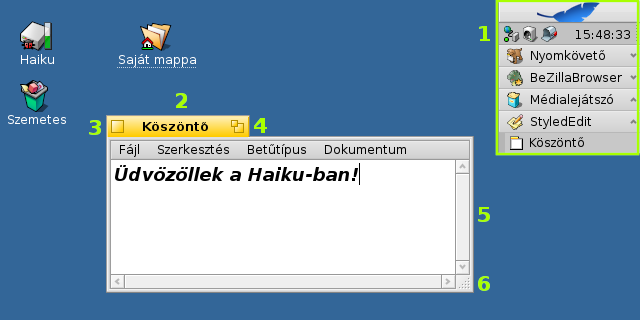 1
15:48:33
Nyomkövető
BeZillaBrowser
Médialejátszó
StyledEdit
Köszöntő
Haiku
Saját mappa
Szemetes
2
3
Köszöntő
4
Fájl Szerkesztés Betűtípus Dokumentum
Üdvözöllek a Haiku-ban!
5
6